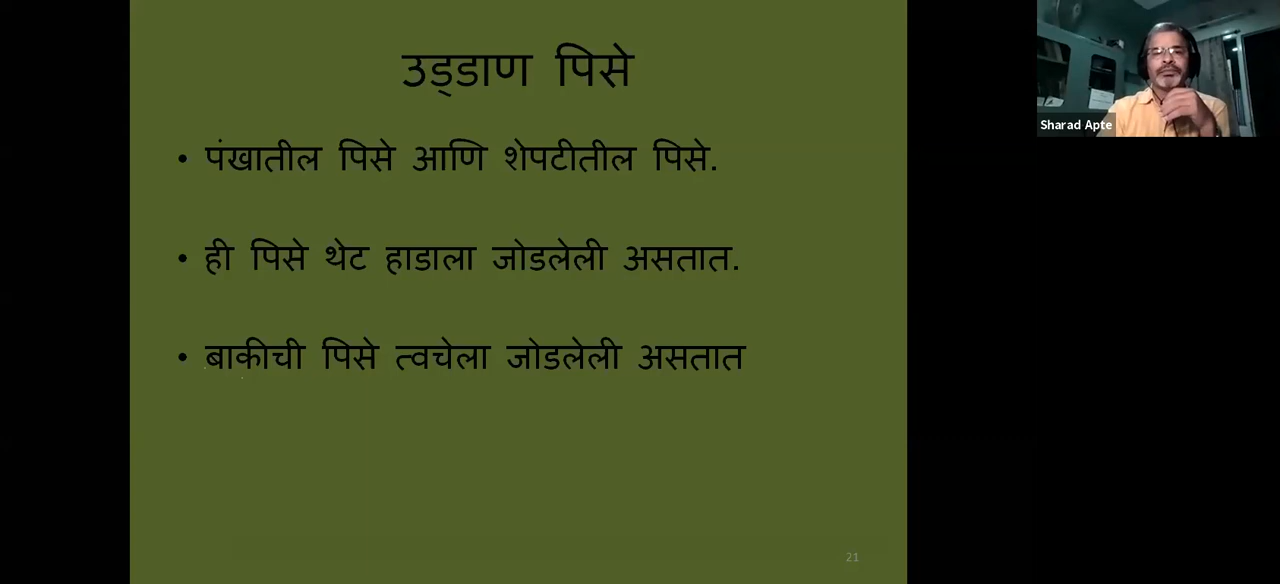 उड्डाण पिसे
• पंखातील पिसे आणि शेपटीतील पिसे.
• ही पिसे थेट हाडाला जोडलेली असतात.
• बाकीची पिसे त्वचेला जोडलेली असतात
21
Sharad Apte